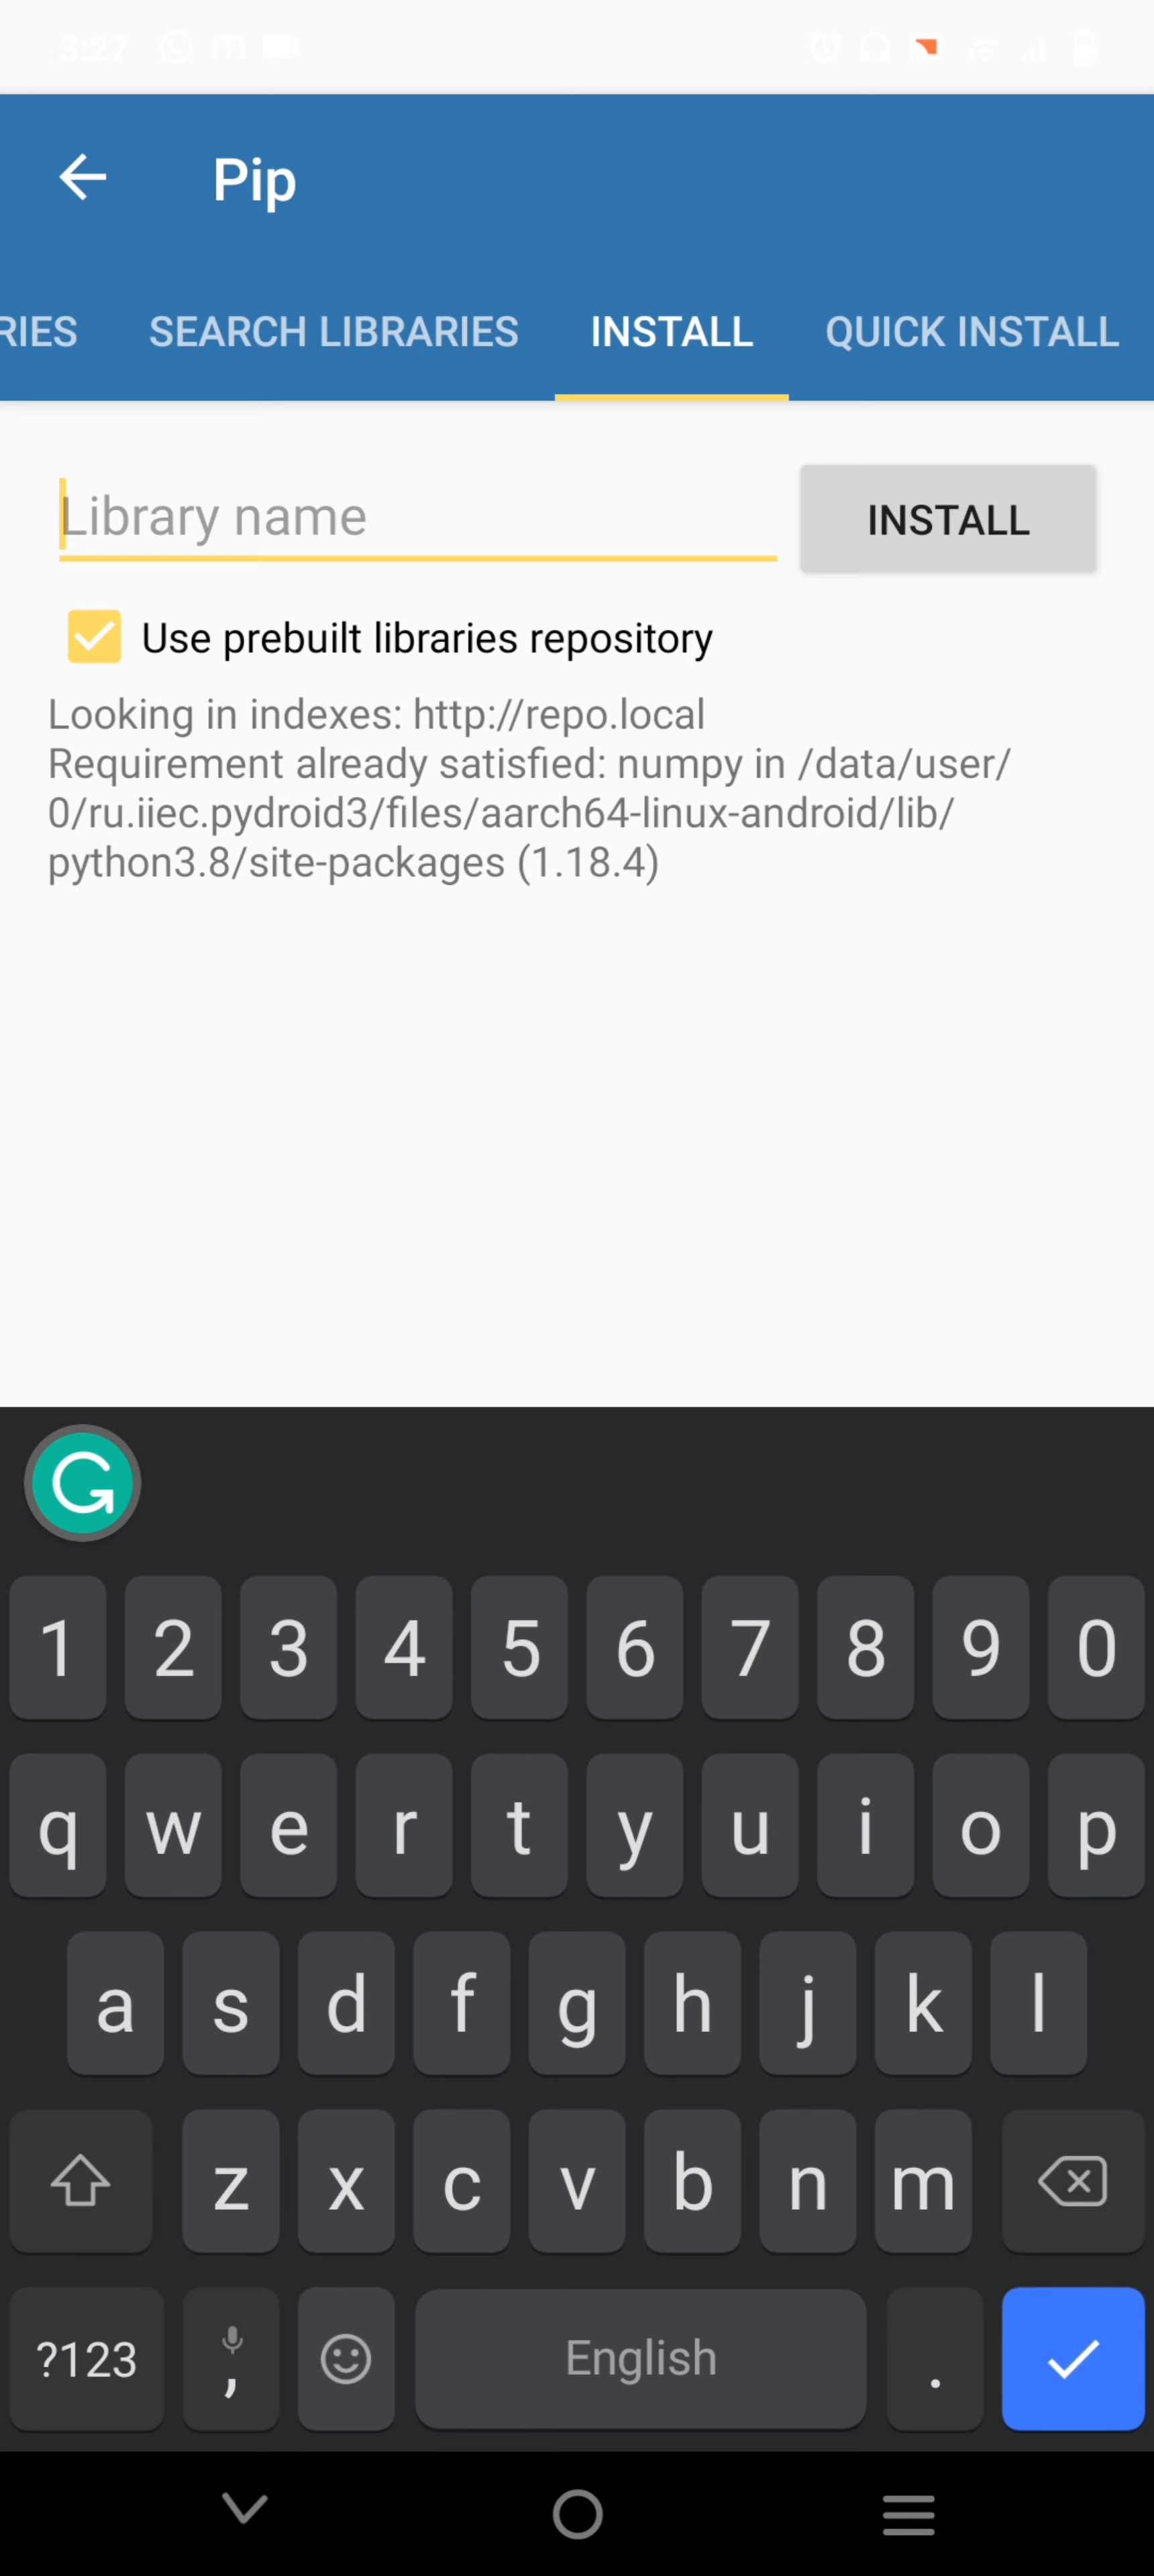 3:27
Pip
RIES SEARCH LIBRARIES INSTALL QUICK INSTALL
Library name INSTALL
Use prebuilt libraries repository
Looking in indexes: http://repo.local
Requirement already satisfied: numpy in /data/user/
0/ru.iiec.pydroid3/files/aarch64-linux-android/lib/
python3.8/site-packages (1.18.4)
1 2 3 4 5 6 7 8 9 0
q w e r t y u i o p
a s d f g h j k l
z x c v b n m
?123 , English .